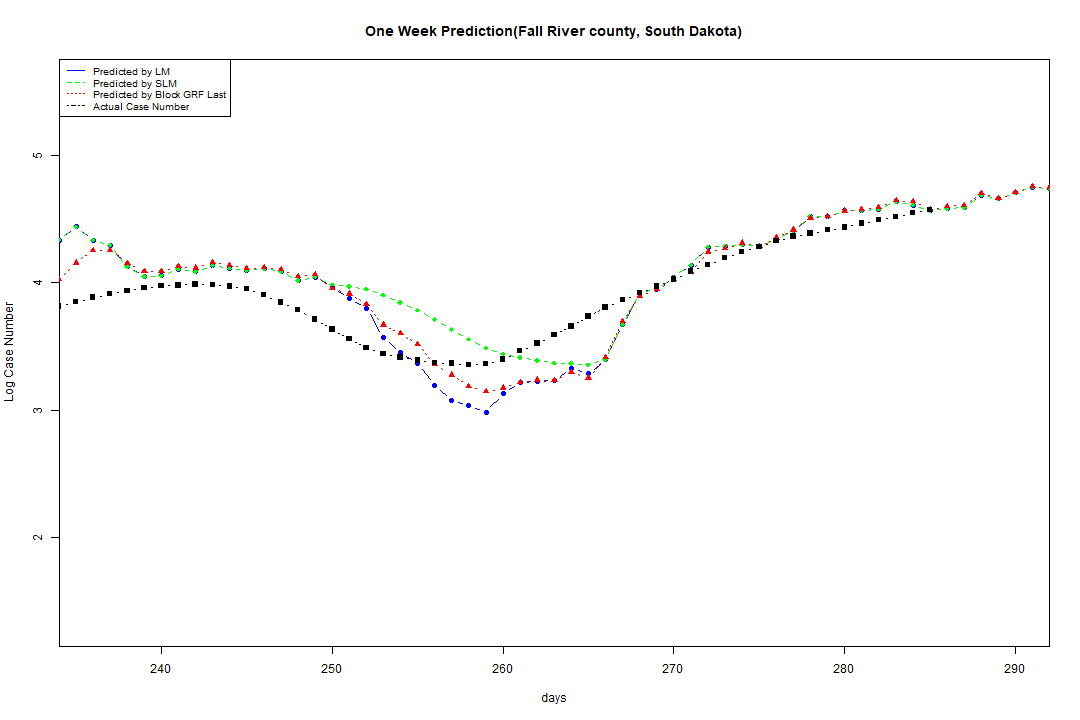 One Week Prediction(Fall River county, South Dakota)
Predicted by LM
Predicted by SLM
Predicted by Block GRF Last
Actual Case Number
5
4
3
2
Log Case Number
240 250 260 270 280 290
days